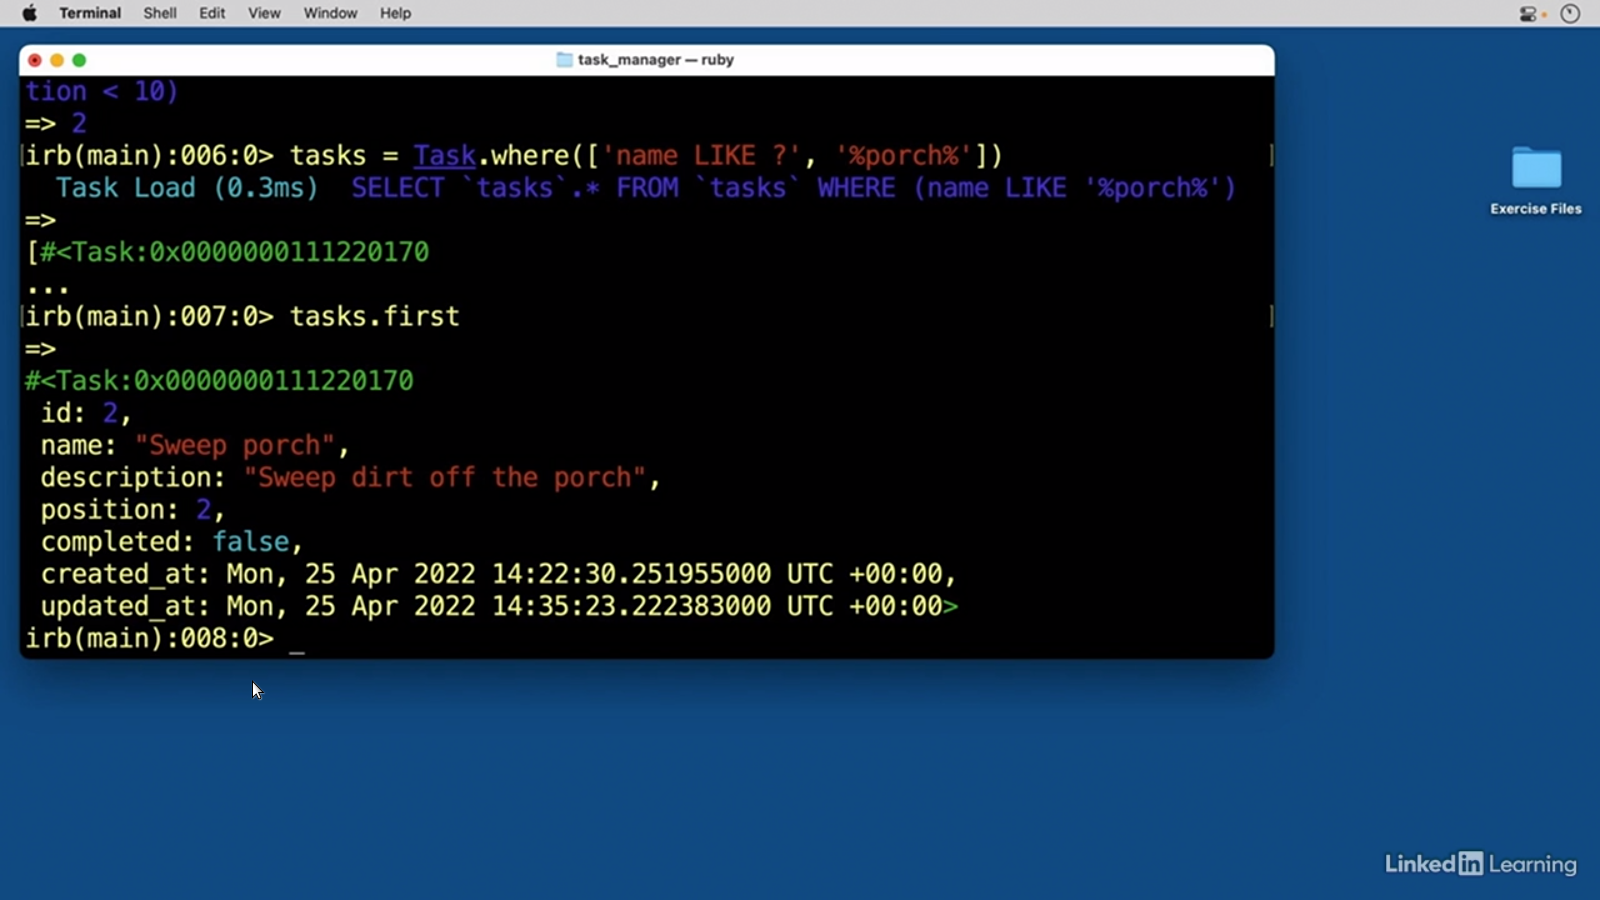 Terminal Shell Edit View Window Help
task_manager — ruby
tion < 10)
=> 2
irb(main):006:0> tasks = Task.where(['name LIKE ?', '%porch%'])
  Task Load (0.3ms)  SELECT `tasks`.* FROM `tasks` WHERE (name LIKE '%porch%')
=>
[#<Task:0x0000000111220170
...
irb(main):007:0> tasks.first
=>
#<Task:0x0000000111220170
 id: 2,
 name: "Sweep porch",
 description: "Sweep dirt off the porch",
 position: 2,
 completed: false,
 created_at: Mon, 25 Apr 2022 14:22:30.251955000 UTC +00:00,
 updated_at: Mon, 25 Apr 2022 14:35:23.222383000 UTC +00:00>
irb(main):008:0> _
Exercise Files
LinkedIn Learning